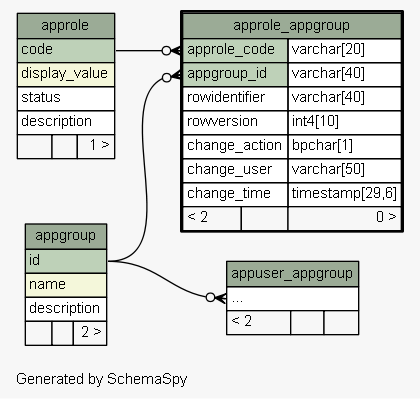 approle
code
display_value
status
description
1 >
approle_appgroup
approle_code varchar[20]
appgroup_id varchar[40]
rowidentifier varchar[40]
rowversion int4[10]
change_action bpchar[1]
change_user varchar[50]
change_time timestamp[29,6]
< 2 0 >
appgroup
id
name
description
2 >
appuser_appgroup
...
< 2
Generated by SchemaSpy